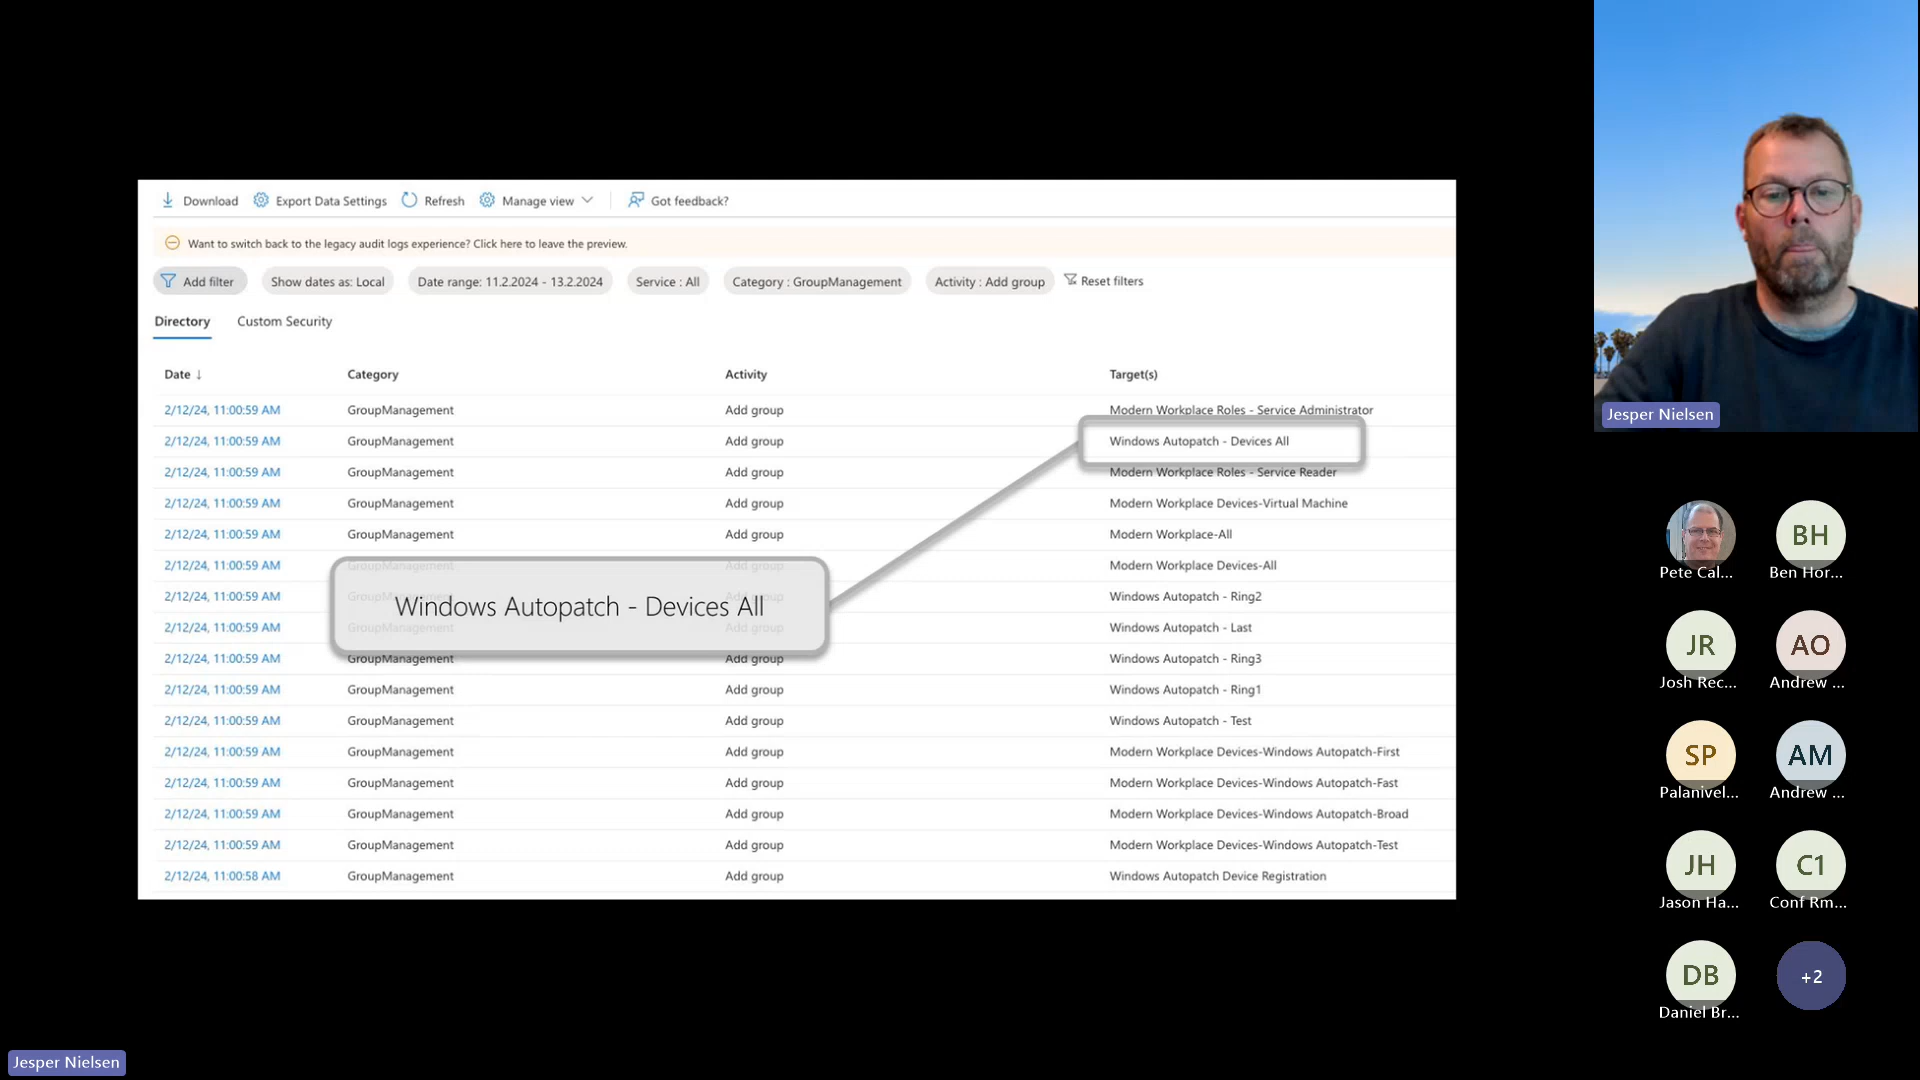 Download Export Data Settings Refresh Manage view Got feedback?
Want to switch back to the legacy audit logs experience? Click here to leave the preview.
Add filter Show dates as: Local Date range: 11.2.2024 - 13.2.2024 Service : All Category : GroupManagement Activity : Add group Reset filters
Directory Custom Security
Date ↓ Category Activity Target(s)
2/12/24, 11:00:59 AM GroupManagement Add group Modern Workplace Roles - Service Administrator
2/12/24, 11:00:59 AM GroupManagement Add group Windows Autopatch - Devices All
2/12/24, 11:00:59 AM GroupManagement Add group Modern Workplace Roles - Service Reader
2/12/24, 11:00:59 AM GroupManagement Add group Modern Workplace Devices-Virtual Machine
2/12/24, 11:00:59 AM GroupManagement Add group Modern Workplace-All
2/12/24, 11:00:59 AM GroupManagement Add group Modern Workplace Devices-All
2/12/24, 11:00:59 AM Windows Autopatch - Ring2
Windows Autopatch - Devices All
2/12/24, 11:00:59 AM GroupManagement Add group Windows Autopatch - Last
2/12/24, 11:00:59 AM GroupManagement Add group Windows Autopatch - Ring3
2/12/24, 11:00:59 AM GroupManagement Add group Windows Autopatch - Ring1
2/12/24, 11:00:59 AM GroupManagement Add group Windows Autopatch - Test
2/12/24, 11:00:59 AM GroupManagement Add group Modern Workplace Devices-Windows Autopatch-First
2/12/24, 11:00:59 AM GroupManagement Add group Modern Workplace Devices-Windows Autopatch-Fast
2/12/24, 11:00:59 AM GroupManagement Add group Modern Workplace Devices-Windows Autopatch-Broad
2/12/24, 11:00:59 AM GroupManagement Add group Modern Workplace Devices-Windows Autopatch-Test
2/12/24, 11:00:58 AM GroupManagement Add group Windows Autopatch Device Registration
Jesper Nielsen
BH
Pete Cal... Ben Hor...
JR AO
Josh Rec... Andrew ...
SP AM
Palanivel... Andrew ...
JH C1
Jason Ha... Conf Rm...
DB +2
Daniel Br...
Jesper Nielsen